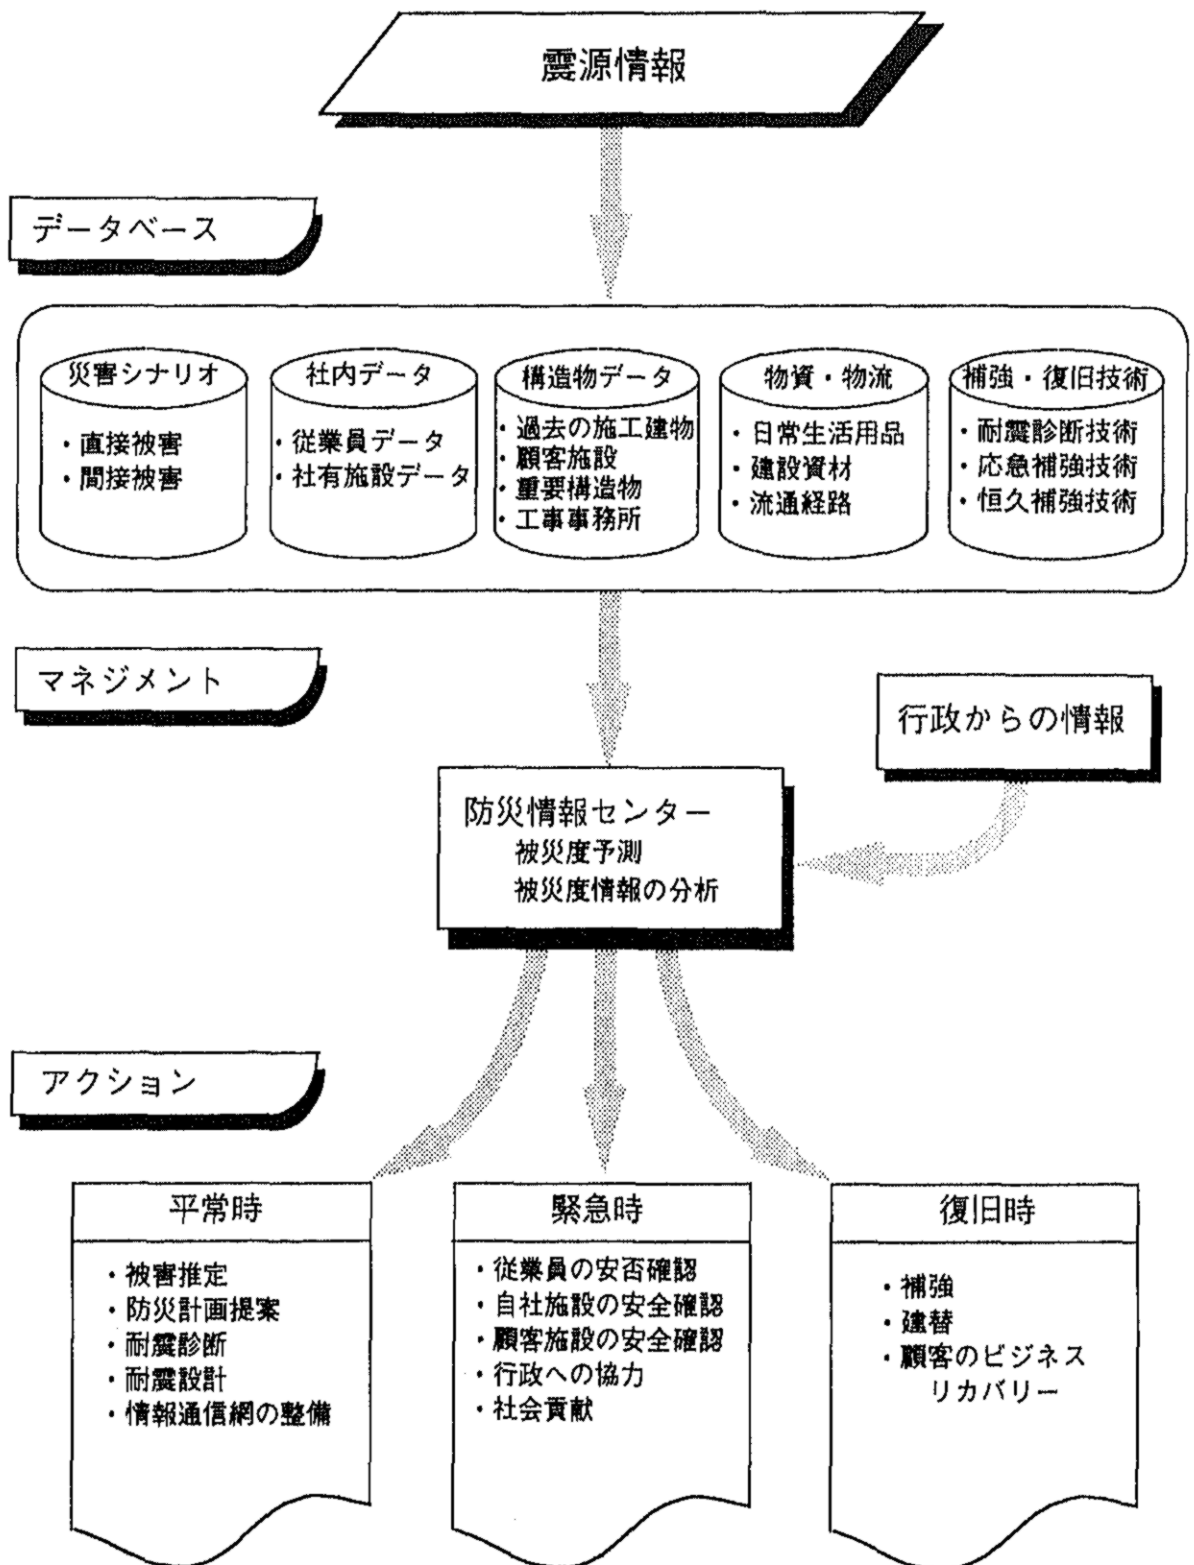 震源情報
データベース
災害シナリオ
・直接被害
・間接被害
社内データ
・従業員データ
・社有施設データ
構造物データ
・過去の施工建物
・顧客施設
・重要構造物
・工事事務所
物資・物流
・日常生活用品
・建設資材
・流通経路
補強・復旧技術
・耐震診断技術
・応急補強技術
・恒久補強技術
マネジメント
行政からの情報
防災情報センター
被災度予測
被災度情報の分析
アクション
平常時
・被害推定
・防災計画提案
・耐震診断
・耐震設計
・情報通信網の整備
緊急時
・従業員の安否確認
・自社施設の安全確認
・顧客施設の安全確認
・行政への協力
・社会貢献
復旧時
・補強
・建替
・顧客のビジネス
リカバリー